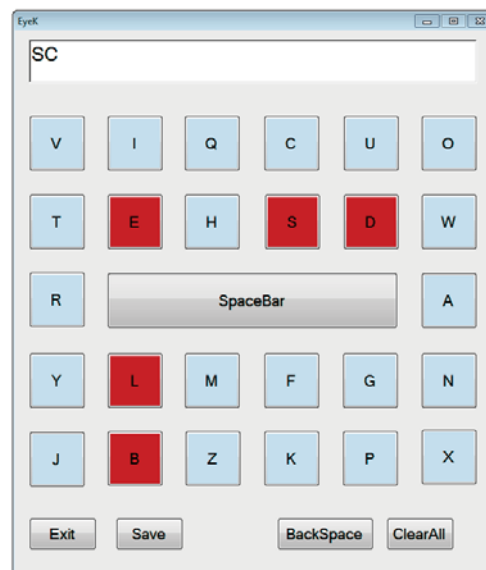 EyeK
SC
V I Q C U O
T E H S D W
R SpaceBar A
Y L M F G N
J B Z K P X
Exit Save BackSpace ClearAll